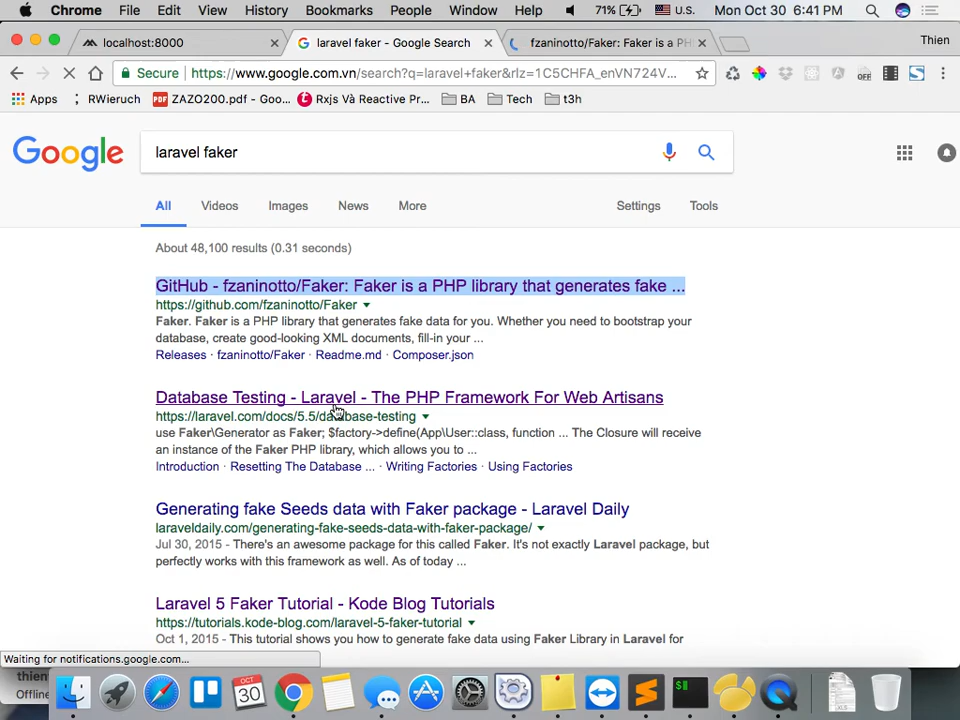 Chrome File Edit View History Bookmarks People Window Help 71% U.S. Mon Oct 30 6:41 PM
localhost:8000 laravel faker - Google Search fzaninotto/Faker: Faker is a PH Thien
Secure https://www.google.com.vn/search?q=laravel+faker&rlz=1C5CHFA_enVN724V... OFF
Apps RWieruch ZAZO200.pdf - Goo... Rxjs Và Reactive Pr... BA Tech t3h
Google laravel faker
All Videos Images News More Settings Tools
About 48,100 results (0.31 seconds)
GitHub - fzaninotto/Faker: Faker is a PHP library that generates fake ...
https://github.com/fzaninotto/Faker
Faker. Faker is a PHP library that generates fake data for you. Whether you need to bootstrap your
database, create good-looking XML documents, fill-in your ...
Releases · fzaninotto/Faker · Readme.md · Composer.json
Database Testing - Laravel - The PHP Framework For Web Artisans
https://laravel.com/docs/5.5/database-testing
use Faker\Generator as Faker; $factory->define(App\User::class, function ... The Closure will receive
an instance of the Faker PHP library, which allows you to ...
Introduction · Resetting The Database ... · Writing Factories · Using Factories
Generating fake Seeds data with Faker package - Laravel Daily
laraveldaily.com/generating-fake-seeds-data-with-faker-package/
Jul 30, 2015 - There's an awesome package for this called Faker. It's not exactly Laravel package, but
perfectly works with this framework as well. As of today ...
Laravel 5 Faker Tutorial - Kode Blog Tutorials
https://tutorials.kode-blog.com/laravel-5-faker-tutorial
Oct 1, 2015 - This tutorial shows you how to generate fake data using Faker Library in Laravel for
Waiting for notifications.google.com...
Offline
OCT
30
$
XLS